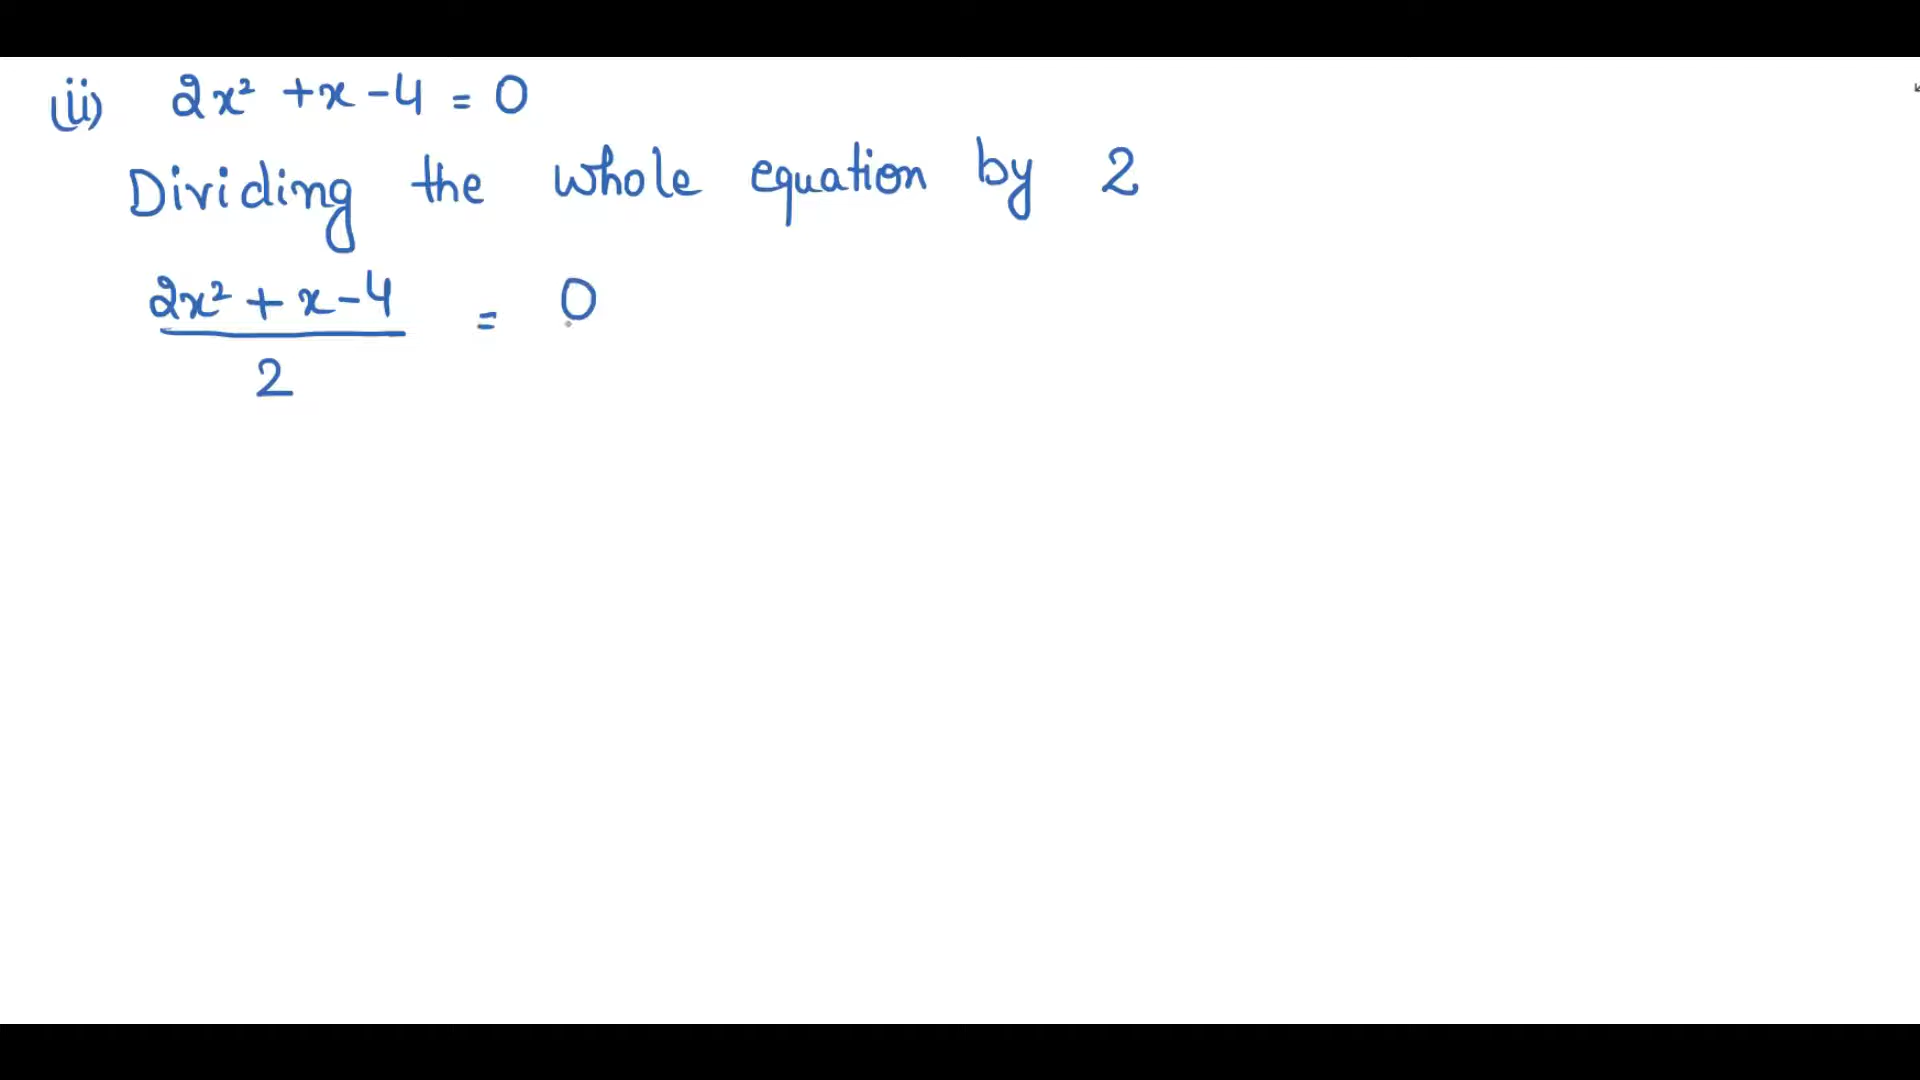 (ii) 2x² + x - 4 = 0
Dividing the whole equation by 2
2x² + x - 4 = 0
2